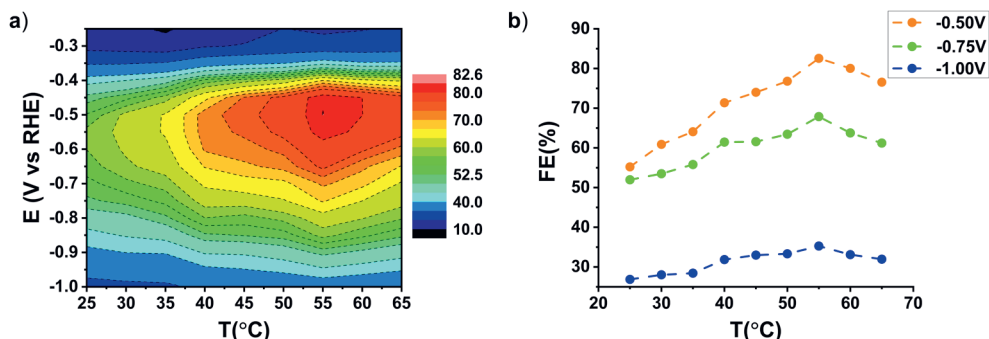 a)
E (V vs RHE)
-0.3
-0.4
-0.5
-0.6
-0.7
-0.8
-0.9
-1.0
25 30 35 40 45 50 55 60 65
T(°C)
82.6
80.0
70.0
60.0
52.5
40.0
10.0
b)
-0.50V
-0.75V
-1.00V
FE(%)
90
80
70
60
50
40
30
20 30 40 50 60 70
T(°C)